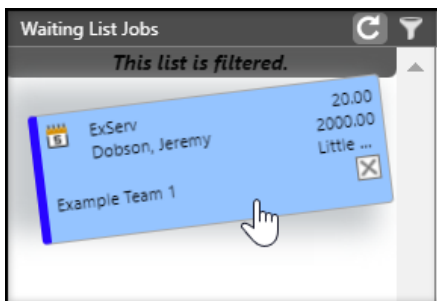 Waiting List Jobs
This list is filtered.
ExServ 20.00
Dobson, Jeremy 2000.00
Little ...
Example Team 1